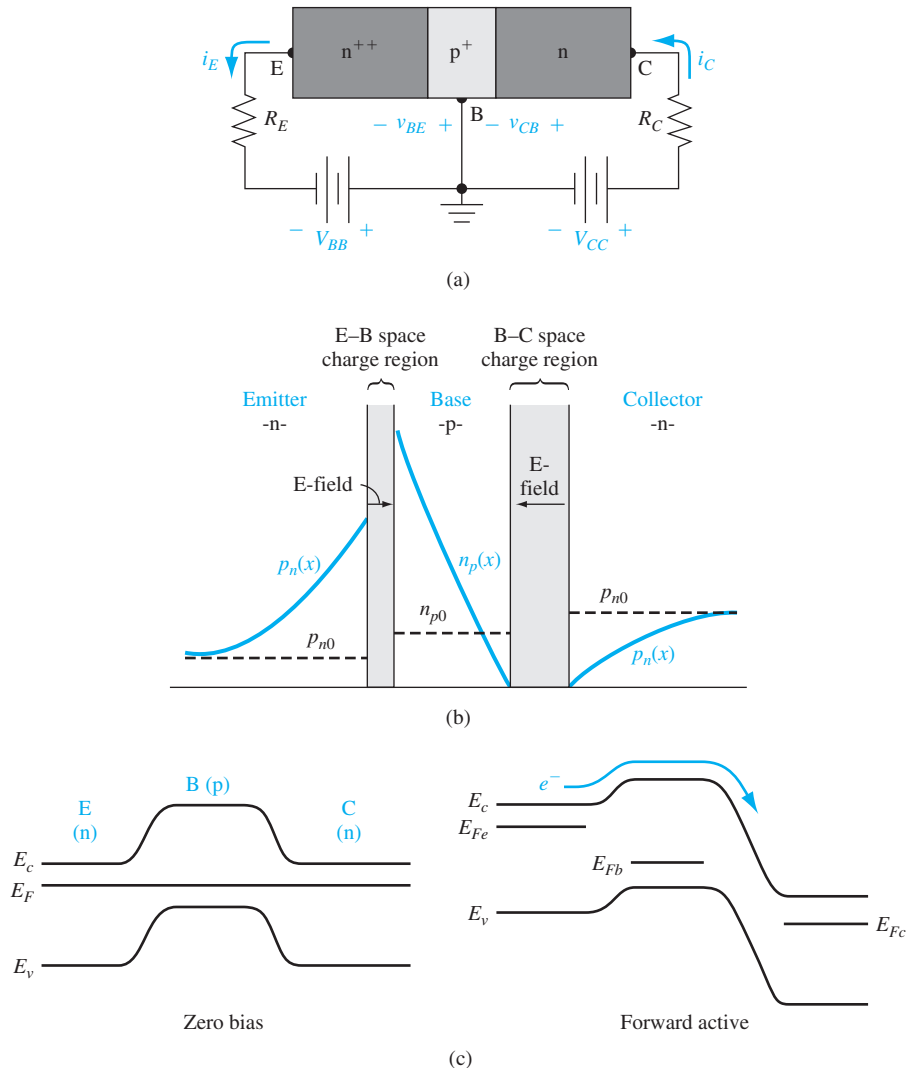 n⁺⁺ p⁺ n
i_E E C i_C
R_E B R_C
− v_BE + − v_CB +
− V_BB + − V_CC +
(a)
E–B space
charge region
B–C space
charge region
Emitter
-n-
Base
-p-
Collector
-n-
E-field
E-
field
p_n(x)
n_p(x)
p_n0
n_p0
p_n0
p_n(x)
(b)
E
(n)
B (p)
C
(n)
E_c
E_F
E_v
Zero bias
e⁻
E_c
E_Fe
E_Fb
E_v
E_Fc
Forward active
(c)